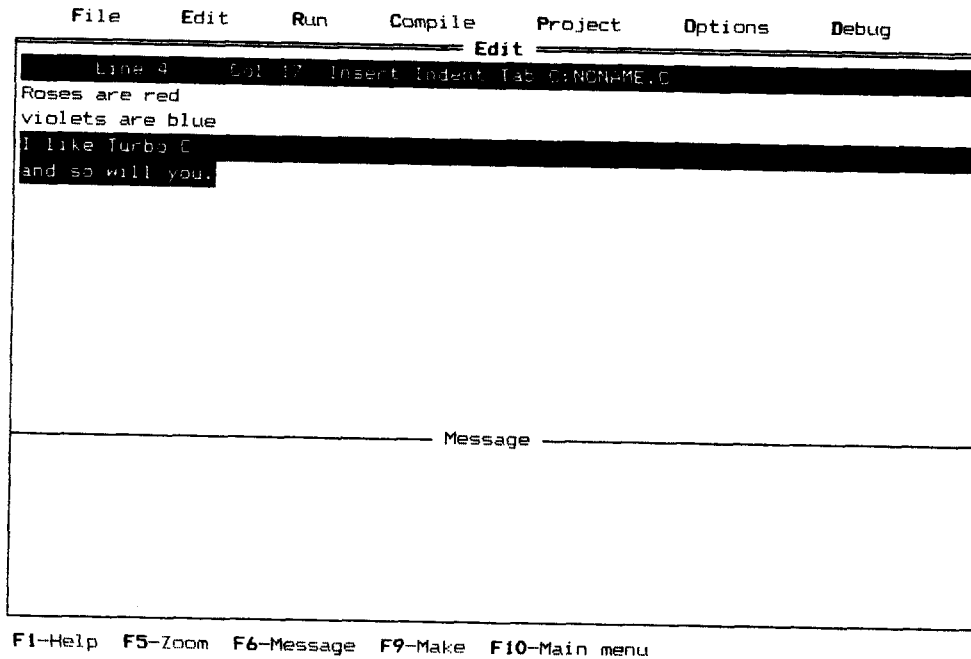 File Edit Run Compile Project Options Debug
Edit
Line 4 Col 17 Insert Indent Tab C:NONAME.C
Roses are red
violets are blue
I like Turbo C
and so will you.
Message
F1-Help F5-Zoom F6-Message F9-Make F10-Main menu